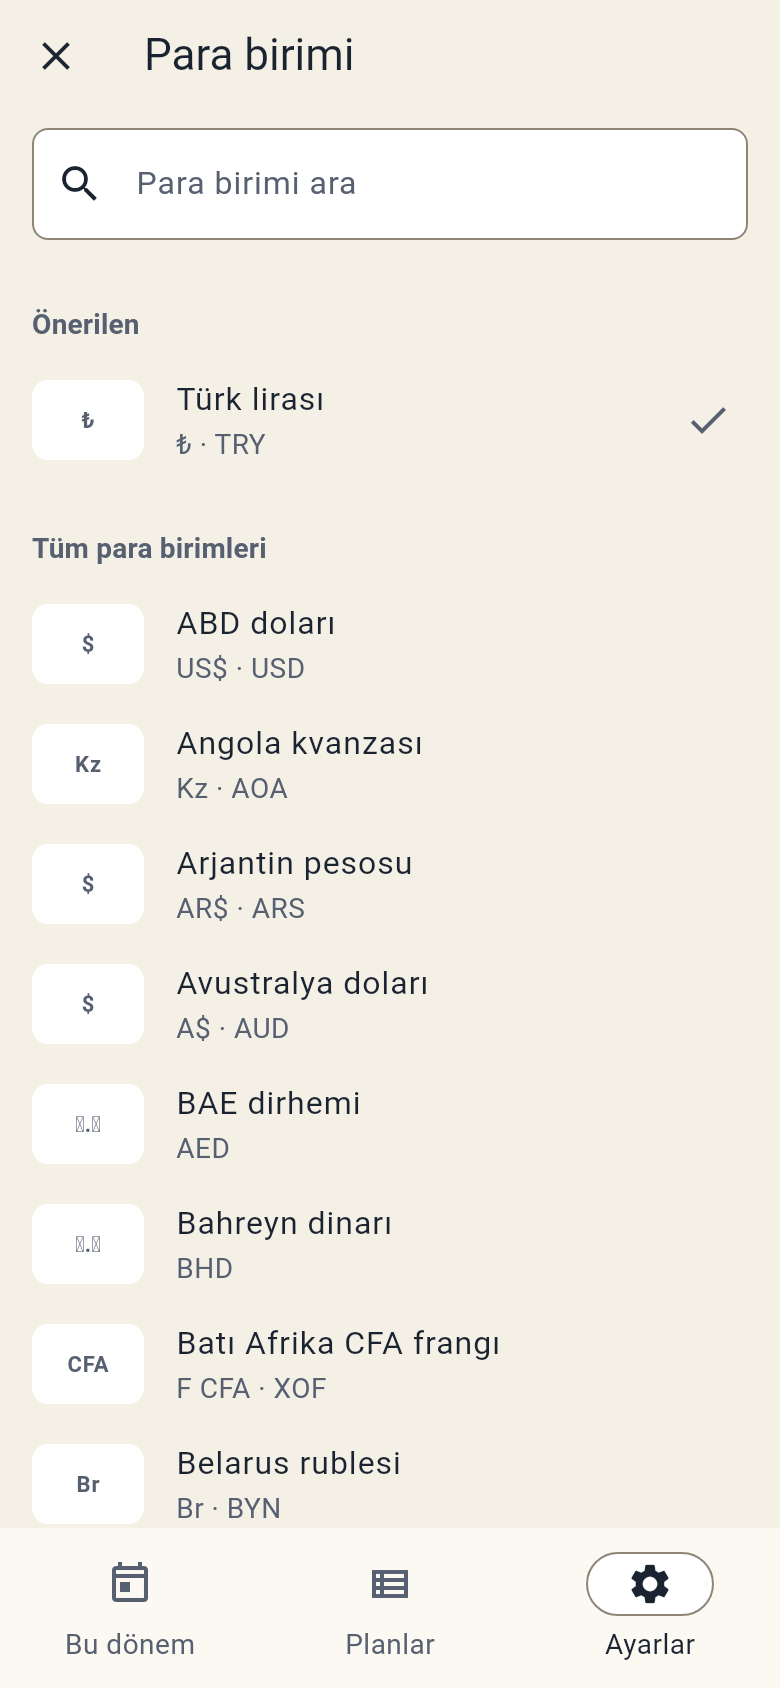 Para birimi
Para birimi ara
Önerilen
₺
Türk lirası
₺ · TRY
Tüm para birimleri
$
ABD doları
US$ · USD
Kz
Angola kvanzası
Kz · AOA
$
Arjantin pesosu
AR$ · ARS
$
Avustralya doları
A$ · AUD
BAE dirhemi
AED
Bahreyn dinarı
BHD
CFA
Batı Afrika CFA frangı
F CFA · XOF
Br
Belarus rublesi
Br · BYN
Bu dönem
Planlar
Ayarlar